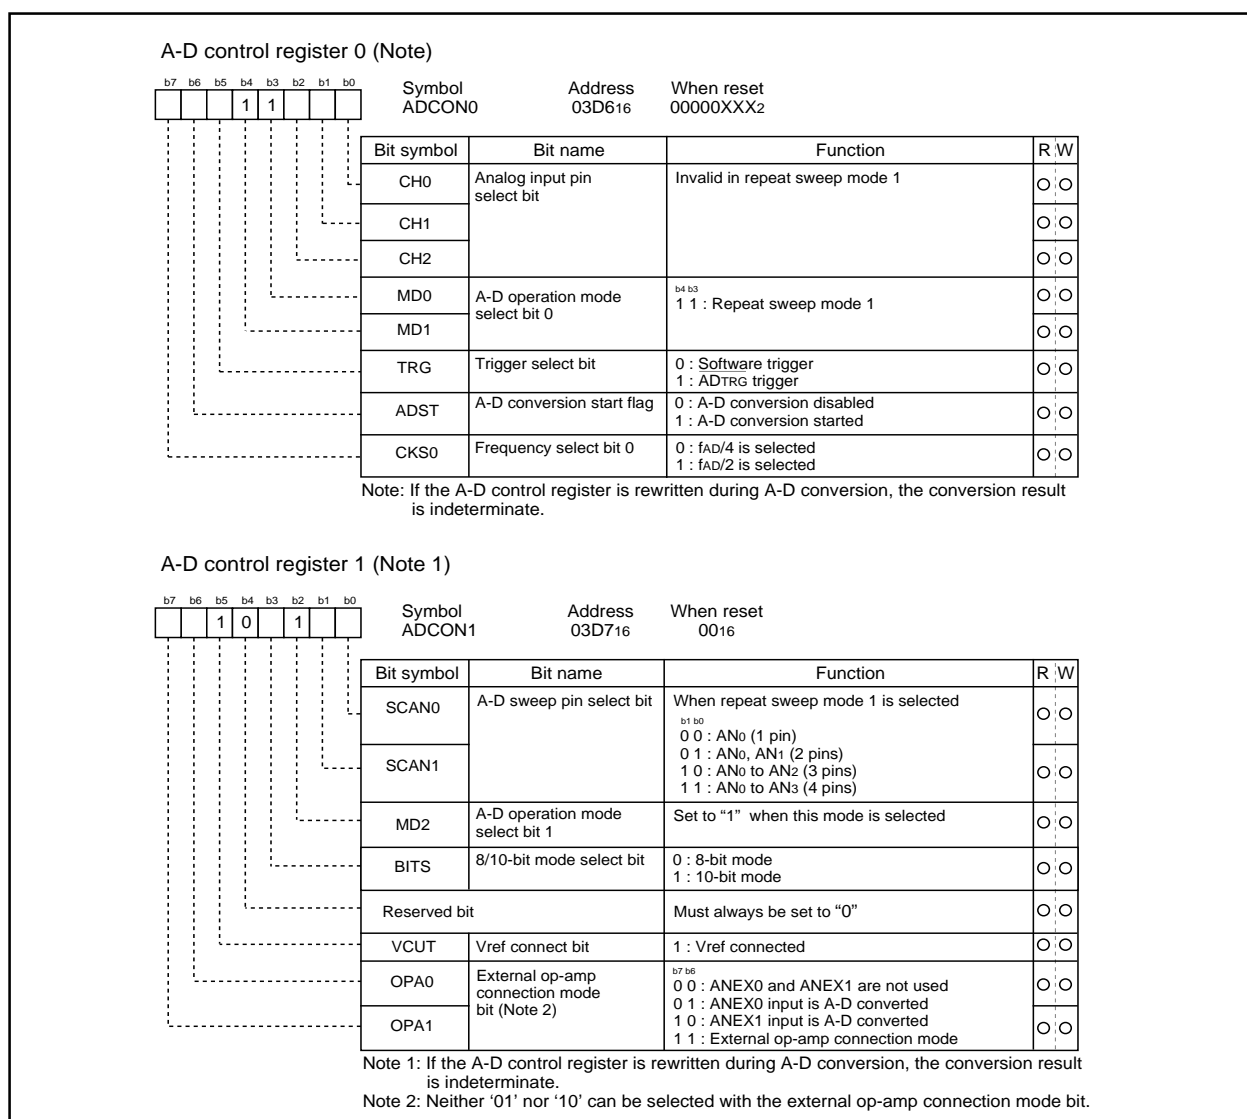 A-D control register 0 (Note)
b7 b6 b5 b4 b3 b2 b1 b0
1 1
Symbol Address When reset
ADCON0 03D616 00000XXX2
Bit symbol Bit name Function R W
CH0 Analog input pin select bit Invalid in repeat sweep mode 1
CH1
CH2
MD0 A-D operation mode select bit 0
b4 b3
1 1 : Repeat sweep mode 1
MD1
TRG Trigger select bit 0 : Software trigger
1 : ADTRG trigger
ADST A-D conversion start flag 0 : A-D conversion disabled
1 : A-D conversion started
CKS0 Frequency select bit 0 0 : fAD/4 is selected
1 : fAD/2 is selected
Note: If the A-D control register is rewritten during A-D conversion, the conversion result
is indeterminate.
A-D control register 1 (Note 1)
b7 b6 b5 b4 b3 b2 b1 b0
1 0 1
Symbol Address When reset
ADCON1 03D716 0016
Bit symbol Bit name Function R W
SCAN0 A-D sweep pin select bit When repeat sweep mode 1 is selected
b1 b0
0 0 : AN0 (1 pin)
0 1 : AN0, AN1 (2 pins)
SCAN1 1 0 : AN0 to AN2 (3 pins)
1 1 : AN0 to AN3 (4 pins)
MD2 A-D operation mode select bit 1 Set to “1” when this mode is selected
BITS 8/10-bit mode select bit 0 : 8-bit mode
1 : 10-bit mode
Reserved bit Must always be set to “0”
VCUT Vref connect bit 1 : Vref connected
OPA0 External op-amp connection mode bit (Note 2)
b7 b6
0 0 : ANEX0 and ANEX1 are not used
0 1 : ANEX0 input is A-D converted
OPA1 1 0 : ANEX1 input is A-D converted
1 1 : External op-amp connection mode
Note 1: If the A-D control register is rewritten during A-D conversion, the conversion result
is indeterminate.
Note 2: Neither ‘01’ nor ‘10’ can be selected with the external op-amp connection mode bit.